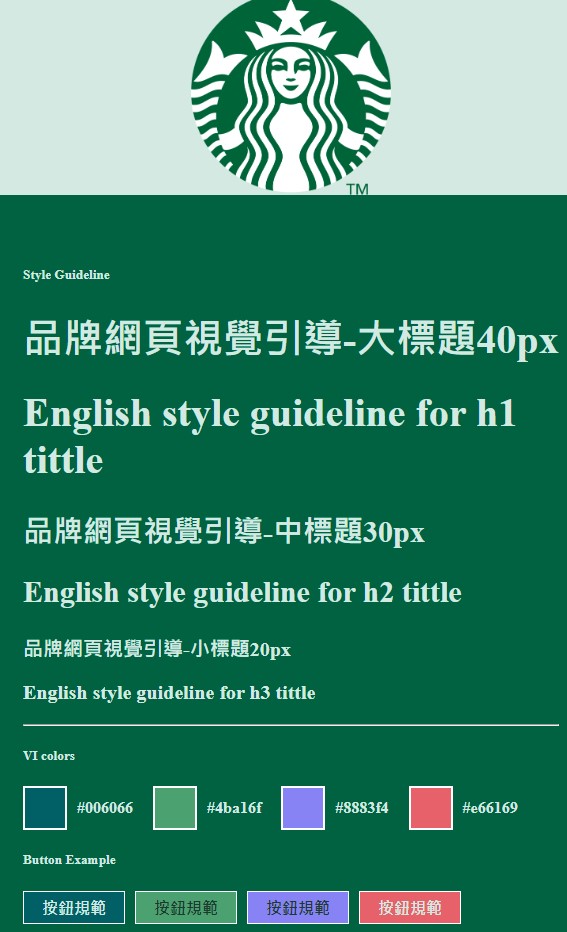 TM
Style Guideline
品牌網頁視覺引導-大標題40px
English style guideline for h1
tittle
品牌網頁視覺引導-中標題30px
English style guideline for h2 tittle
品牌網頁視覺引導-小標題20px
English style guideline for h3 tittle
VI colors
#006066 #4ba16f #8883f4 #e66169
Button Example
按鈕規範 按鈕規範 按鈕規範 按鈕規範